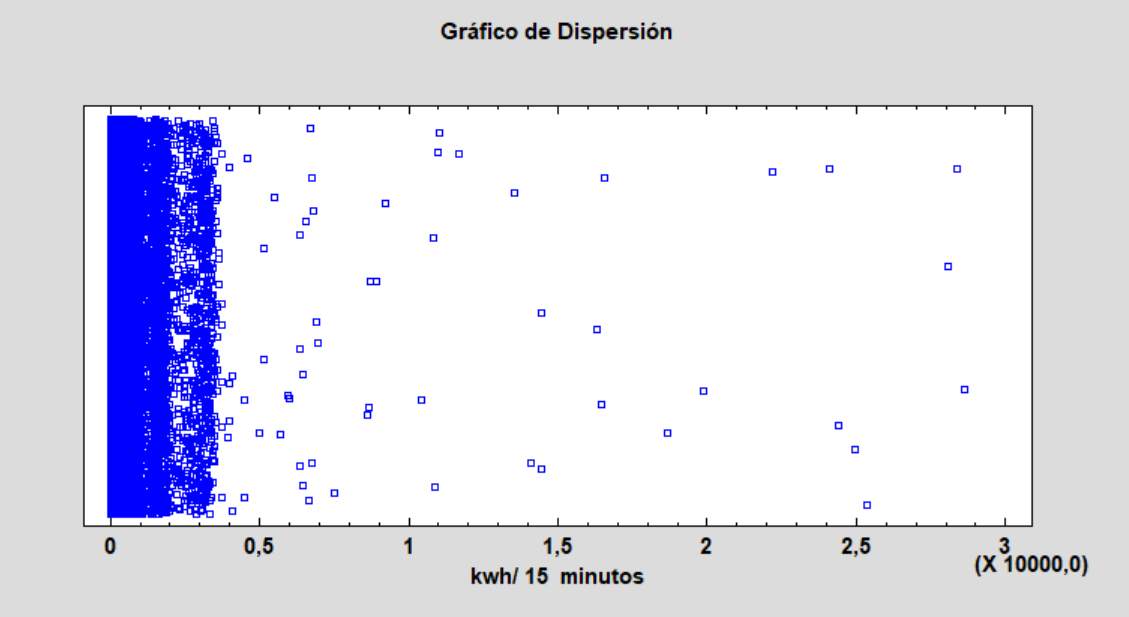 Gráfico de Dispersión
0 0,5 1 1,5 2 2,5 3
(X 10000,0)
kwh/ 15 minutos